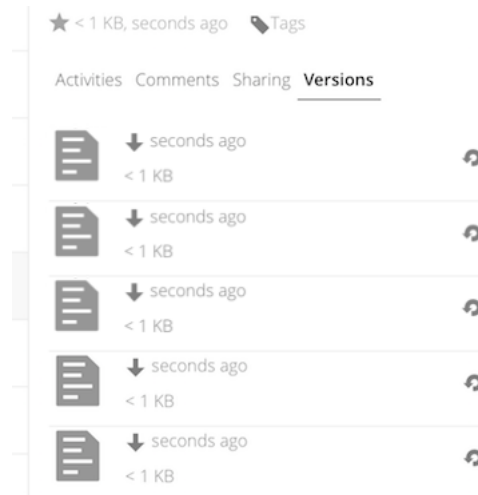 < 1 KB, seconds ago Tags
Activities Comments Sharing Versions
seconds ago
< 1 KB
seconds ago
< 1 KB
seconds ago
< 1 KB
seconds ago
< 1 KB
seconds ago
< 1 KB